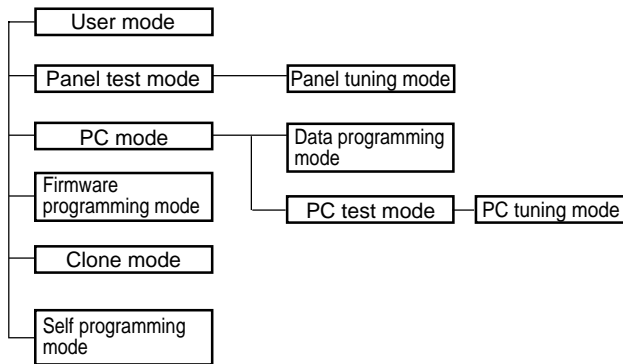 User mode
Panel test mode
Panel tuning mode
PC mode
Data programming
mode
Firmware
programming mode
PC test mode
PC tuning mode
Clone mode
Self programming
mode